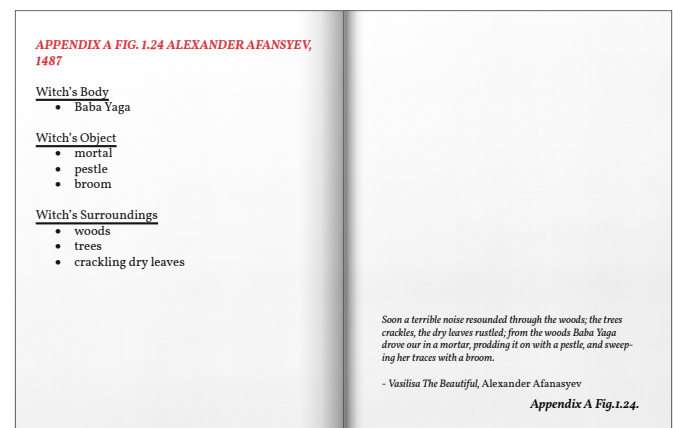 APPENDIX A FIG. 1.24 ALEXANDER AFANSYEV,
1487
Witch's Body
• Baba Yaga
Witch's Object
• mortal
• pestle
• broom
Witch's Surroundings
• woods
• trees
• crackling dry leaves
Soon a terrible noise resounded through the woods; the trees
crackles, the dry leaves rustled; from the woods Baba Yaga
drove our in a mortar, prodding it on with a pestle, and sweep-
ing her traces with a broom.
- Vasilisa The Beautiful, Alexander Afanasyev
Appendix A Fig.1.24.